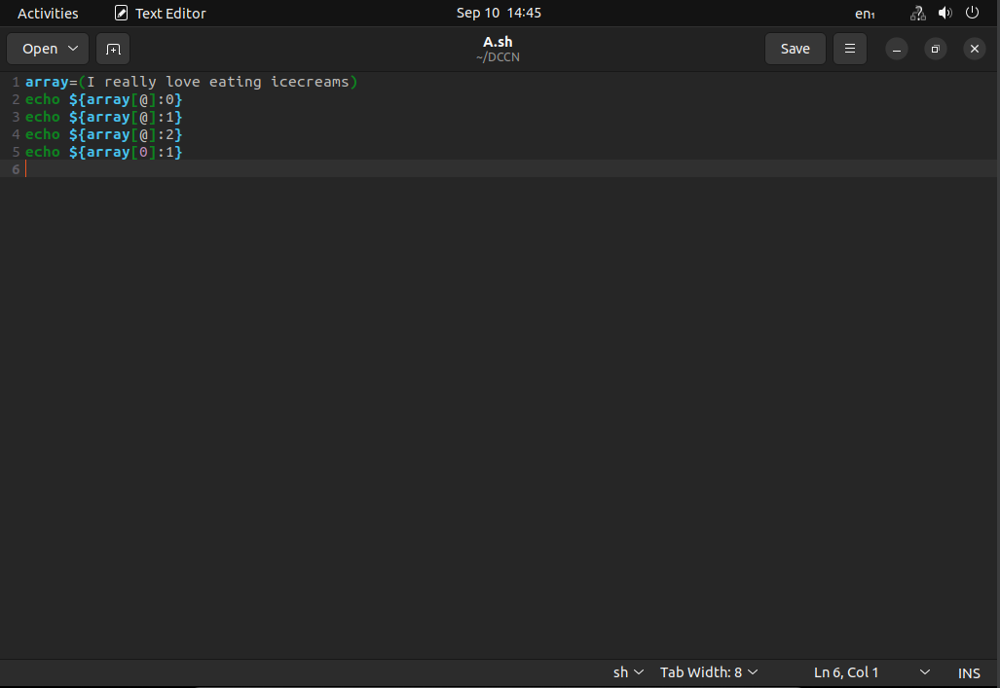 Activities Text Editor Sep 10 14:45 en₁
Open A.sh Save
~/DCCN
1 array=(I really love eating icecreams)
2 echo ${array[@]:0}
3 echo ${array[@]:1}
4 echo ${array[@]:2}
5 echo ${array[0]:1}
6
sh Tab Width: 8 Ln 6, Col 1 INS